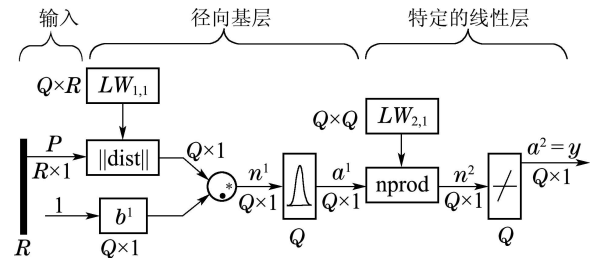 输入 径向基层 特定的线性层
Q×R LW₁,₁ Q×Q LW₂,₁
P R×1 ||dist|| Q×1 n¹ Q×1 a¹ Q×1 nprod n² Q×1 a²=y Q×1
1 b¹ .*
R Q×1 Q Q